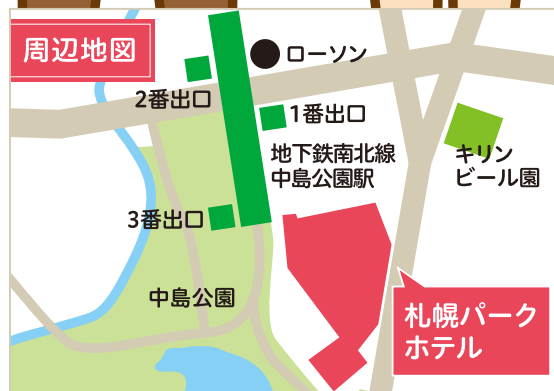 周辺地図
ローソン
2番出口
1番出口
地下鉄南北線
中島公園駅
キリン
ビール園
3番出口
中島公園
札幌パーク
ホテル